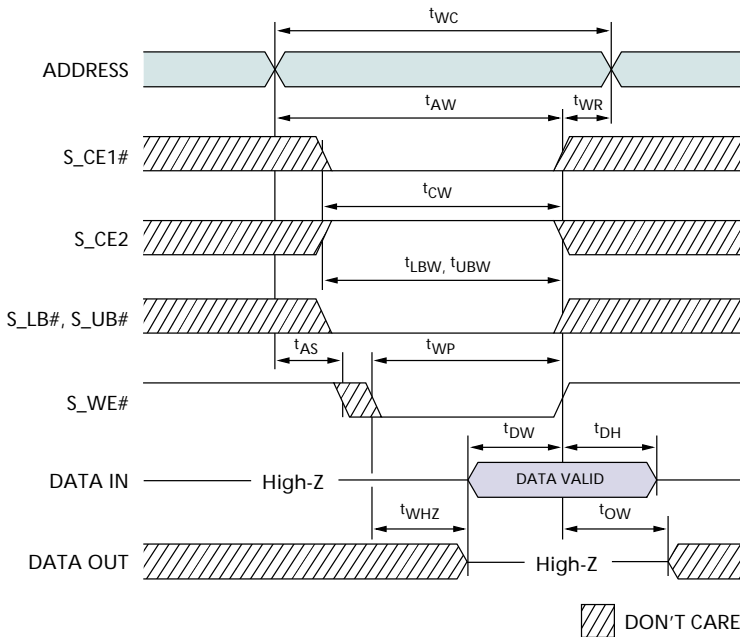 tWC
ADDRESS
tAW
tWR
S_CE1#
tCW
S_CE2
tLBW, tUBW
S_LB#, S_UB#
tAS
tWP
S_WE#
tDW
tDH
DATA IN
High-Z
DATA VALID
tWHZ
tOW
DATA OUT
High-Z
DON'T CARE